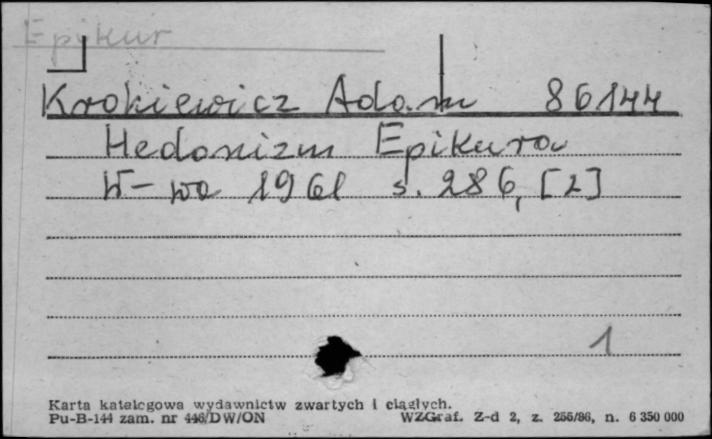 Epikur
Krokiewicz Adam 86144
Hedonizm Epikura
W-wa 1961 s. 286, [2]
1
Karta katalogowa wydawnictw zwartych i ciągłych.
Pu-B-144 zam. nr 446/DW/ON WZGraf. Z-d 2, z. 256/86, n. 6 350 000